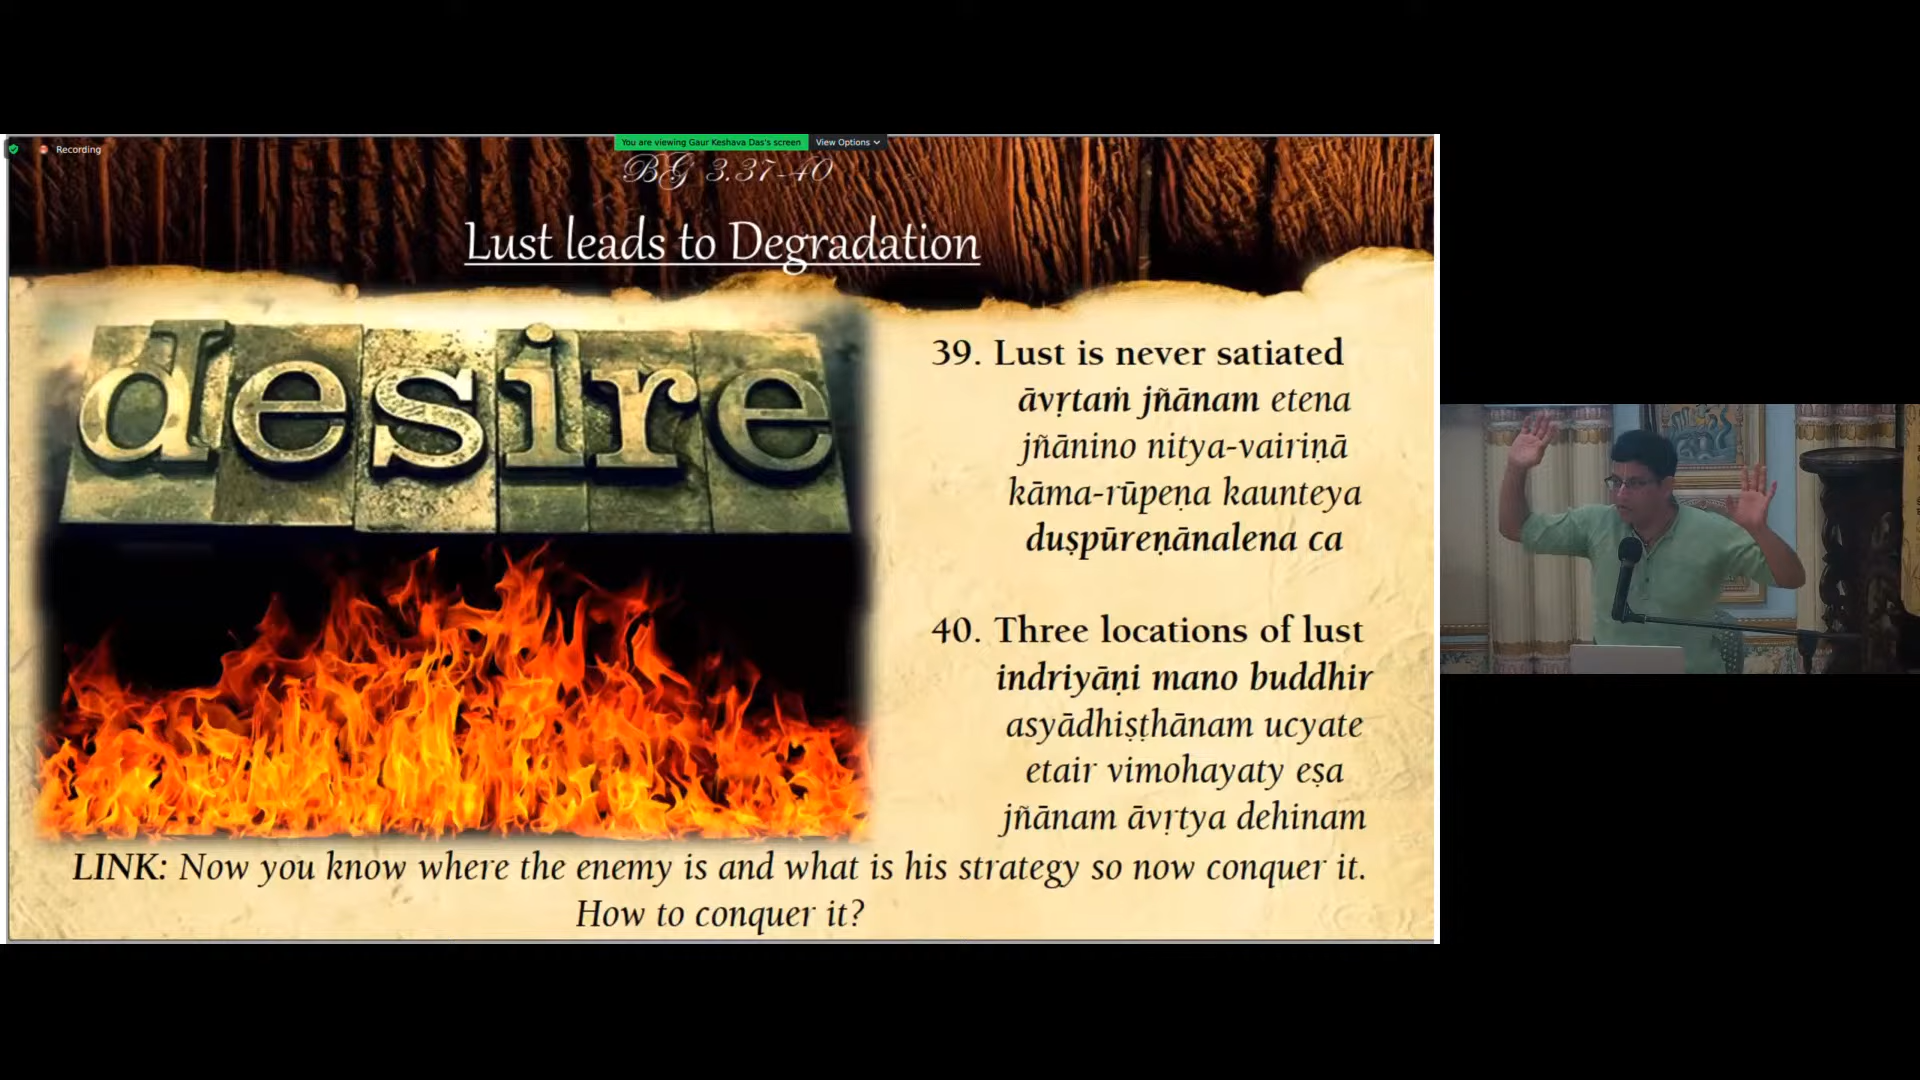 Recording
You are viewing Gaur Keshava Das's screen
View Options
BG 3.37-40
Lust leads to Degradation
desire
39. Lust is never satiated
āvṛtaṁ jñānam etena
jñānino nitya-vairiṇā
kāma-rūpeṇa kaunteya
duṣpūreṇānalena ca
40. Three locations of lust
indriyāṇi mano buddhir
asyādhiṣṭhānam ucyate
etair vimohayaty eṣa
jñānam āvṛtya dehinam
LINK: Now you know where the enemy is and what is his strategy so now conquer it.
How to conquer it?